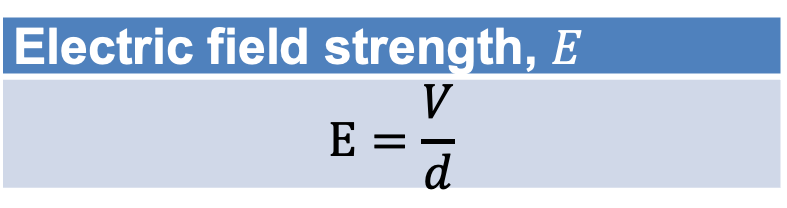 Electric field strength, E
E = V/d